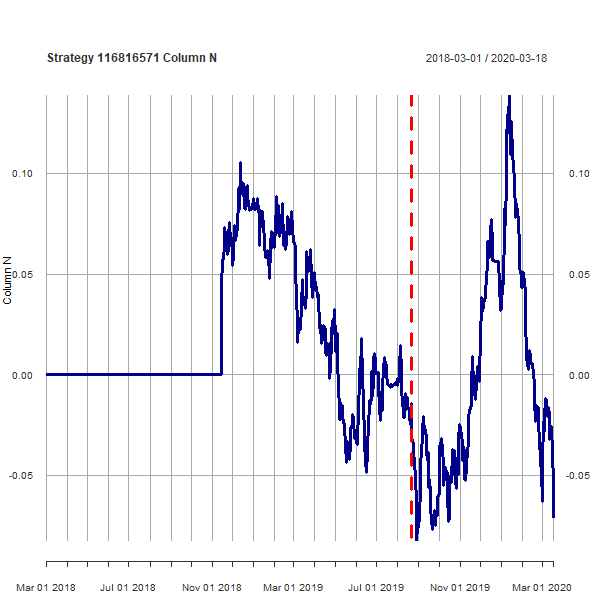 Strategy 116816571 Column N
2018-03-01 / 2020-03-18
Column N
0.10
0.05
0.00
-0.05
0.10
0.05
0.00
-0.05
Mar 01 2018
Jul 01 2018
Nov 01 2018
Mar 01 2019
Jul 01 2019
Nov 01 2019
Mar 01 2020